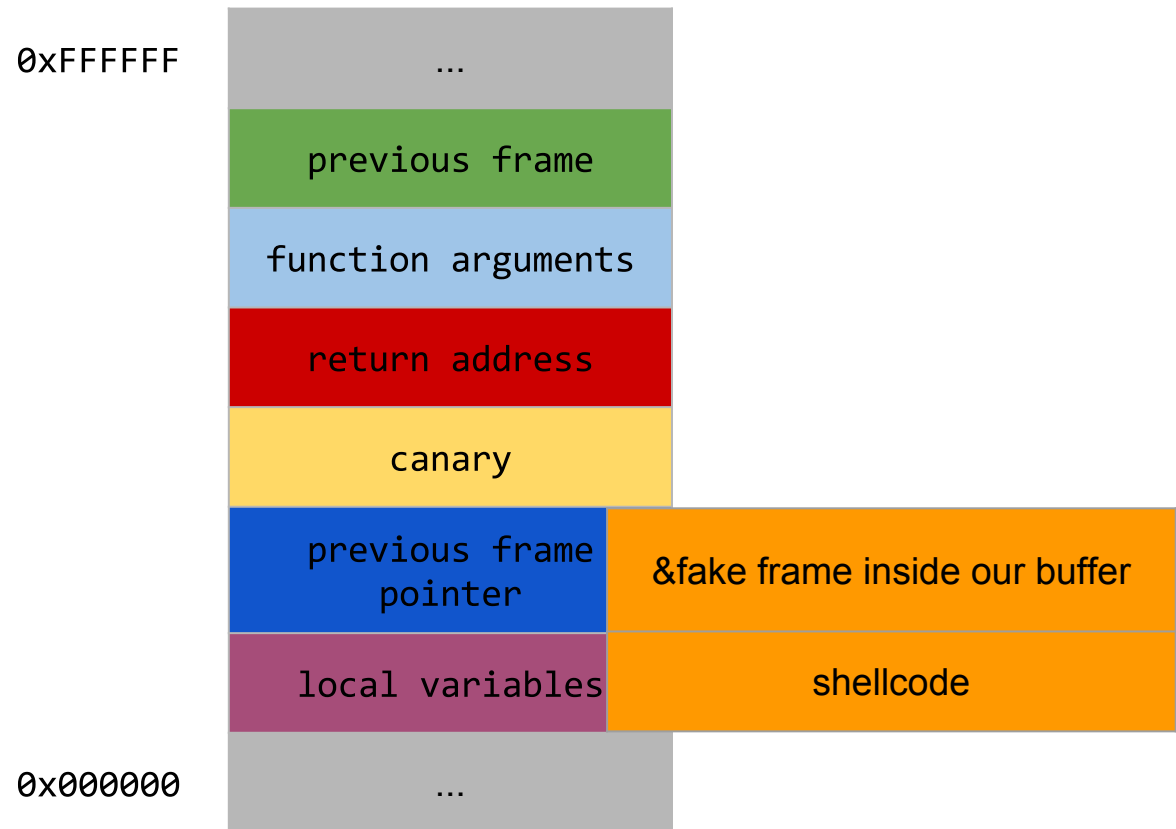 0xFFFFFF
...
previous frame
function arguments
return address
canary
previous frame
pointer
&fake frame inside our buffer
local variables
shellcode
0x000000
...